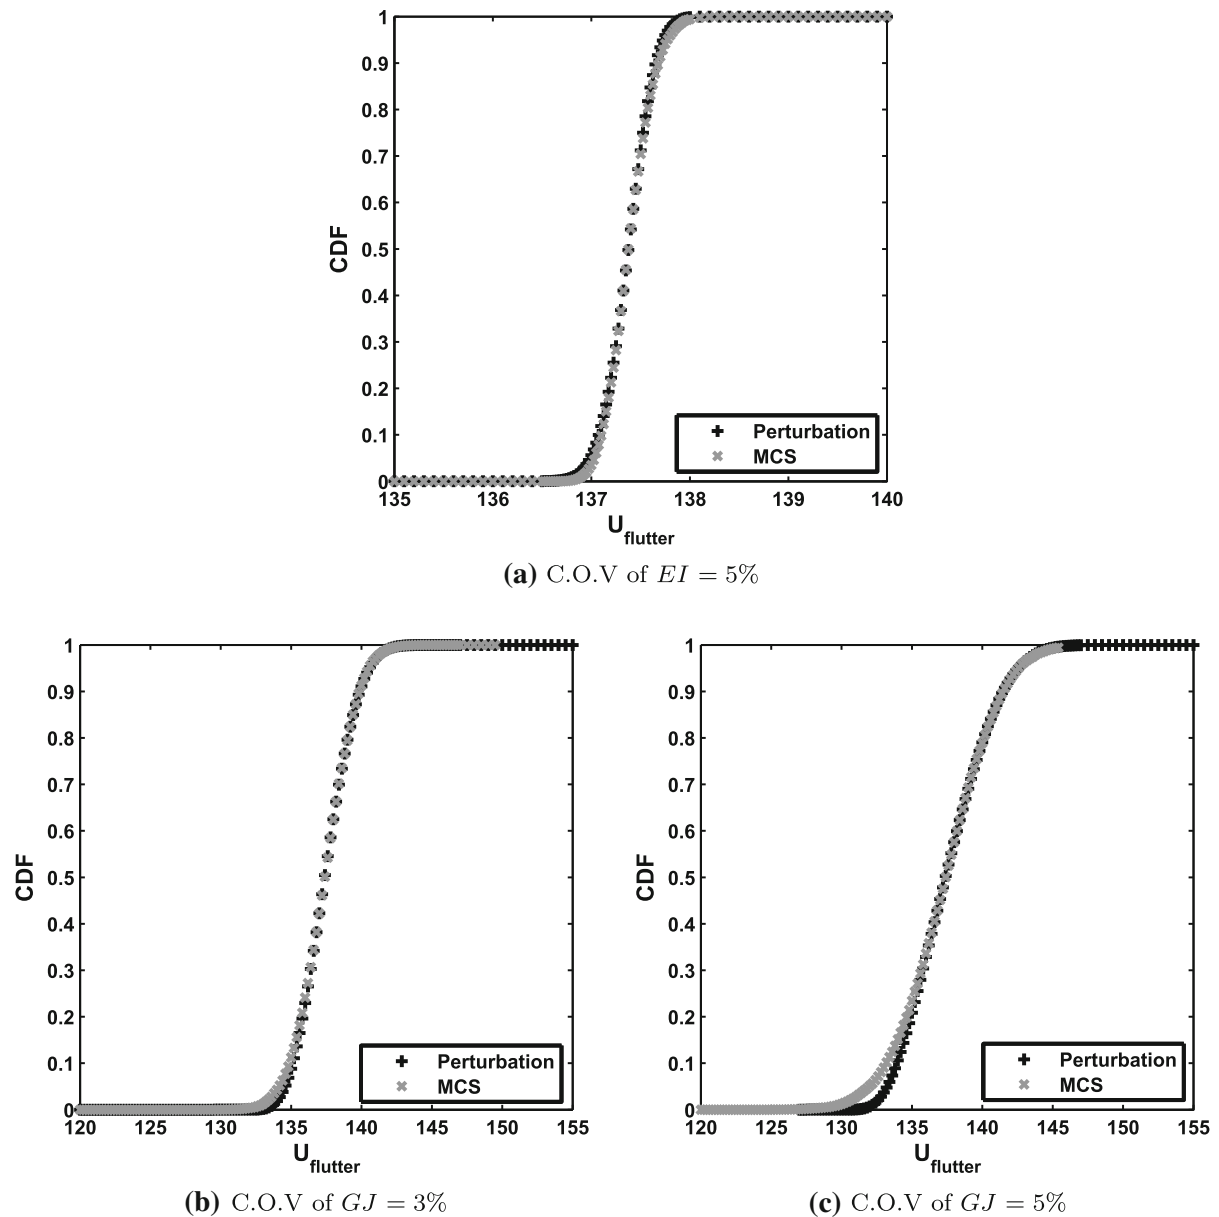 1
0.9
0.8
0.7
0.6
0.5
0.4
0.3
0.2
0.1
0
CDF
135 136 137 138 139 140
U_flutter
Perturbation
MCS
(a) C.O.V of EI = 5%
1
0.9
0.8
0.7
0.6
0.5
0.4
0.3
0.2
0.1
0
CDF
120 125 130 135 140 145 150 155
U_flutter
Perturbation
MCS
(b) C.O.V of GJ = 3%
1
0.9
0.8
0.7
0.6
0.5
0.4
0.3
0.2
0.1
0
CDF
120 125 130 135 140 145 150 155
U_flutter
Perturbation
MCS
(c) C.O.V of GJ = 5%